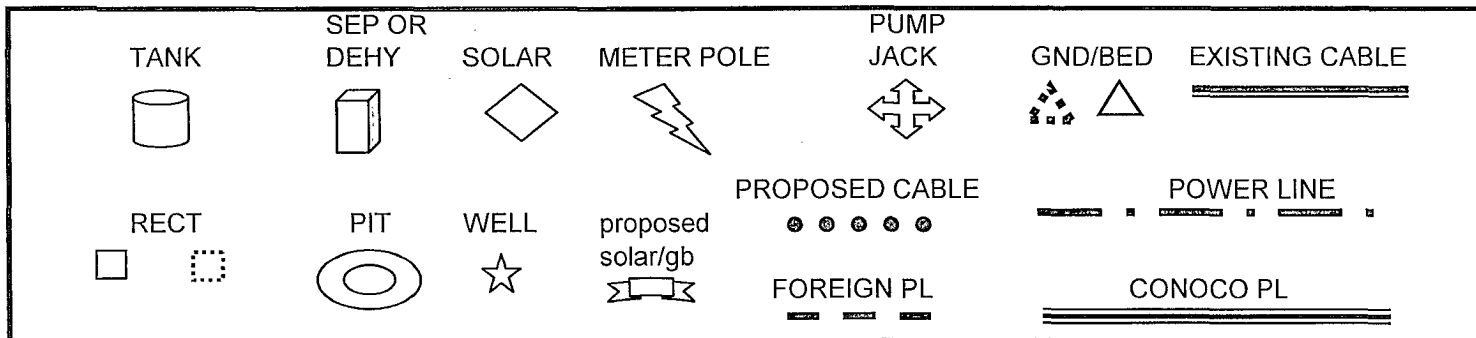 TANK
SEP OR
DEHY
SOLAR
METER POLE
PUMP
JACK
GND/BED
EXISTING CABLE
RECT
PIT
WELL
proposed
solar/gb
PROPOSED CABLE
POWER LINE
FOREIGN PL
CONOCO PL